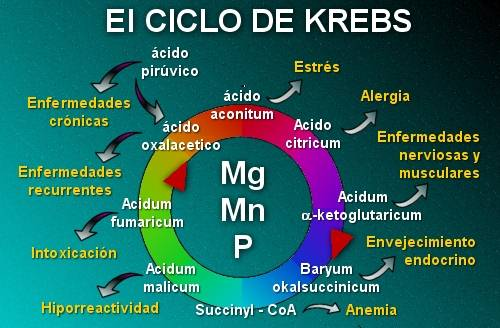 El CICLO DE KREBS
ácido
pirúvico
Estrés
Enfermedades
crónicas
ácido
aconitum
Alergia
ácido
oxalacetico
Acido
citricum
Enfermedades
nerviosas y
musculares
Enfermedades
recurrentes
Mg
Mn
P
Acidum
fumaricum
Acidum
α-ketoglutaricum
Intoxicación
Envejecimiento
endocrino
Acidum
malicum
Baryum
okalsuccinicum
Hiporreactividad
Succinyl - CoA
Anemia